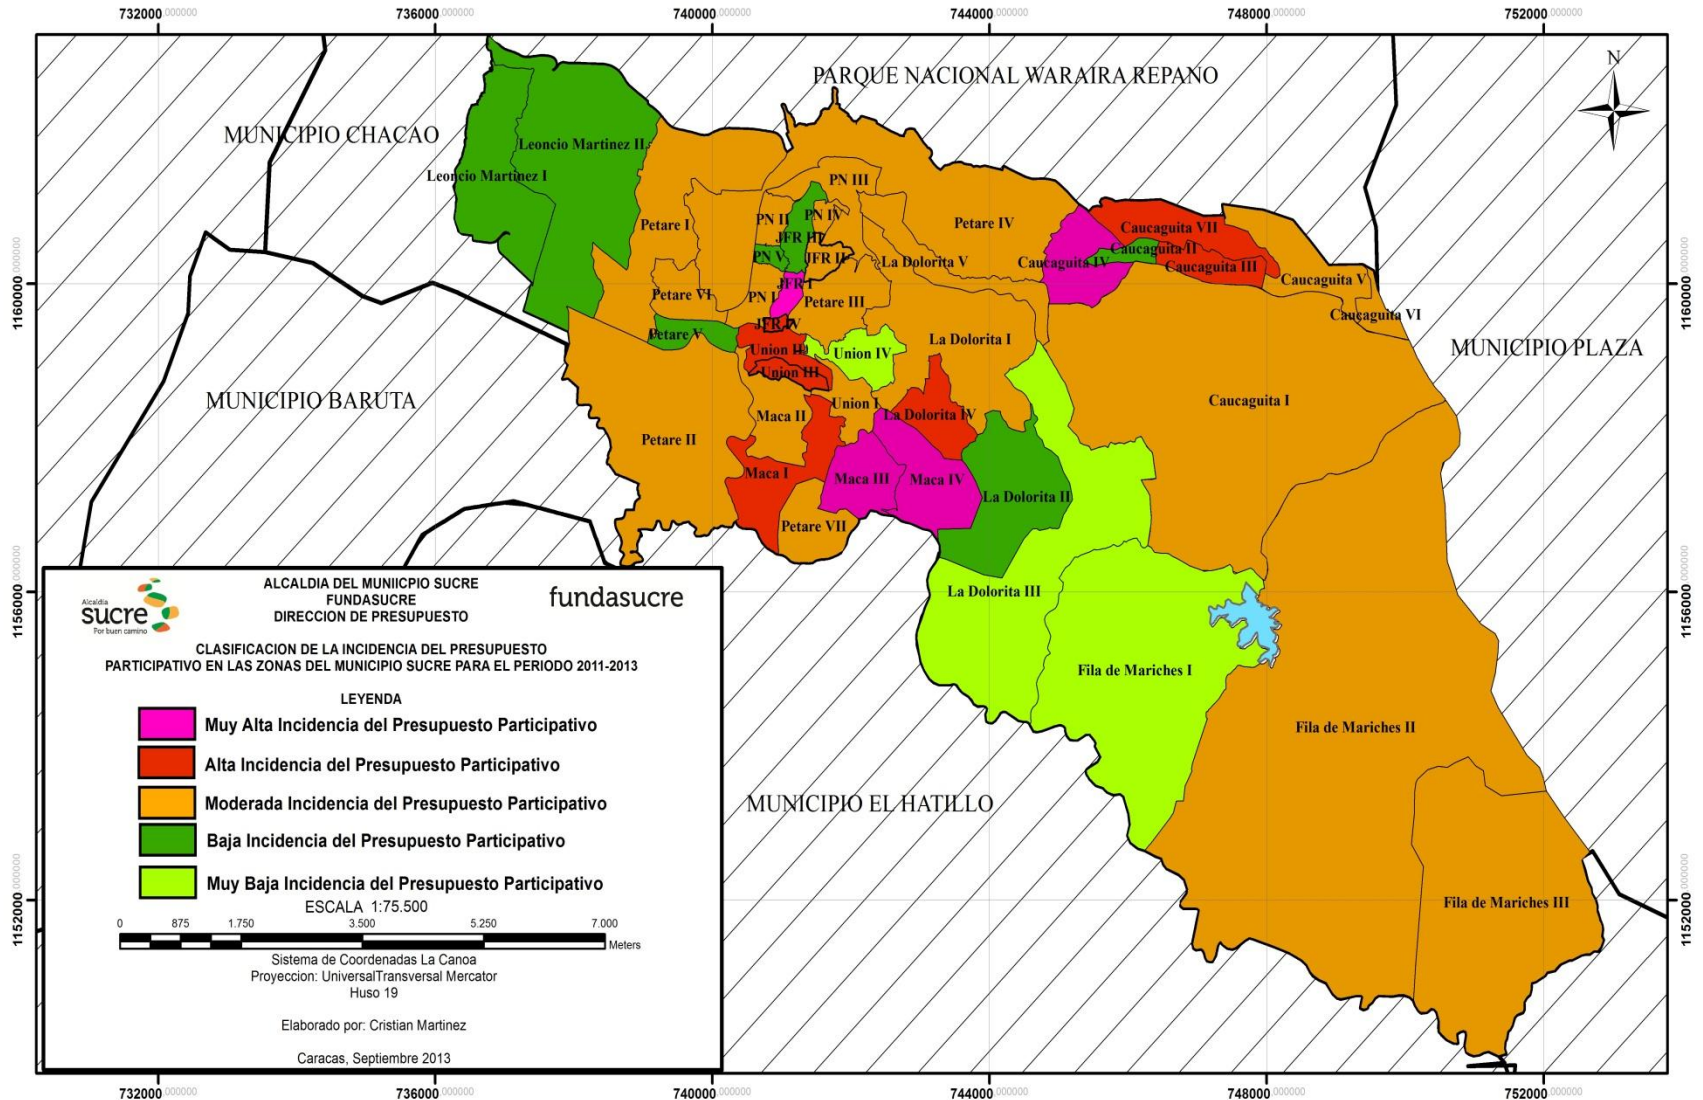 732000.000000 736000.000000 740000.000000 744000.000000 748000.000000 752000.000000
N
PARQUE NACIONAL WARAIRA REPANO
MUNICIPIO CHACAO
Leoncio Martinez II
Leoncio Martinez I
PN III
PN II
PN IV
Petare I
Petare IV
Caucaguita VII
JFR III
Caucaguita II
PN V
JFR II
La Dolorita V
Caucaguita IV
Caucaguita III
Caucaguita V
JFR I
Petare VI
PN I
Petare III
Caucaguita VI
1160000.000000
1160000.000000
JFR IV
Petare V
La Dolorita I
Union II
Union IV
MUNICIPIO PLAZA
Union III
MUNICIPIO BARUTA
Caucaguita I
Union I
Maca II
La Dolorita IV
Petare II
Maca I
Maca III
Maca IV
La Dolorita II
Petare VII
1156000.000000
1156000.000000
La Dolorita III
Fila de Mariches I
Fila de Mariches II
MUNICIPIO EL HATILLO
Fila de Mariches III
1152000.000000
1152000.000000
Alcaldía
sucre
Por buen camino
ALCALDIA DEL MUNIICPIO SUCRE
FUNDASUCRE
DIRECCION DE PRESUPUESTO
fundasucre
CLASIFICACION DE LA INCIDENCIA DEL PRESUPUESTO
PARTICIPATIVO EN LAS ZONAS DEL MUNICIPIO SUCRE PARA EL PERIODO 2011-2013
LEYENDA
Muy Alta Incidencia del Presupuesto Participativo
Alta Incidencia del Presupuesto Participativo
Moderada Incidencia del Presupuesto Participativo
Baja Incidencia del Presupuesto Participativo
Muy Baja Incidencia del Presupuesto Participativo
ESCALA 1:75.500
0 875 1.750 3.500 5.250 7.000
Meters
Sistema de Coordenadas La Canoa
Proyeccion: UniversalTransversal Mercator
Huso 19
Elaborado por: Cristian Martinez
Caracas, Septiembre 2013
732000.000000 736000.000000 740000.000000 744000.000000 748000.000000 752000.000000